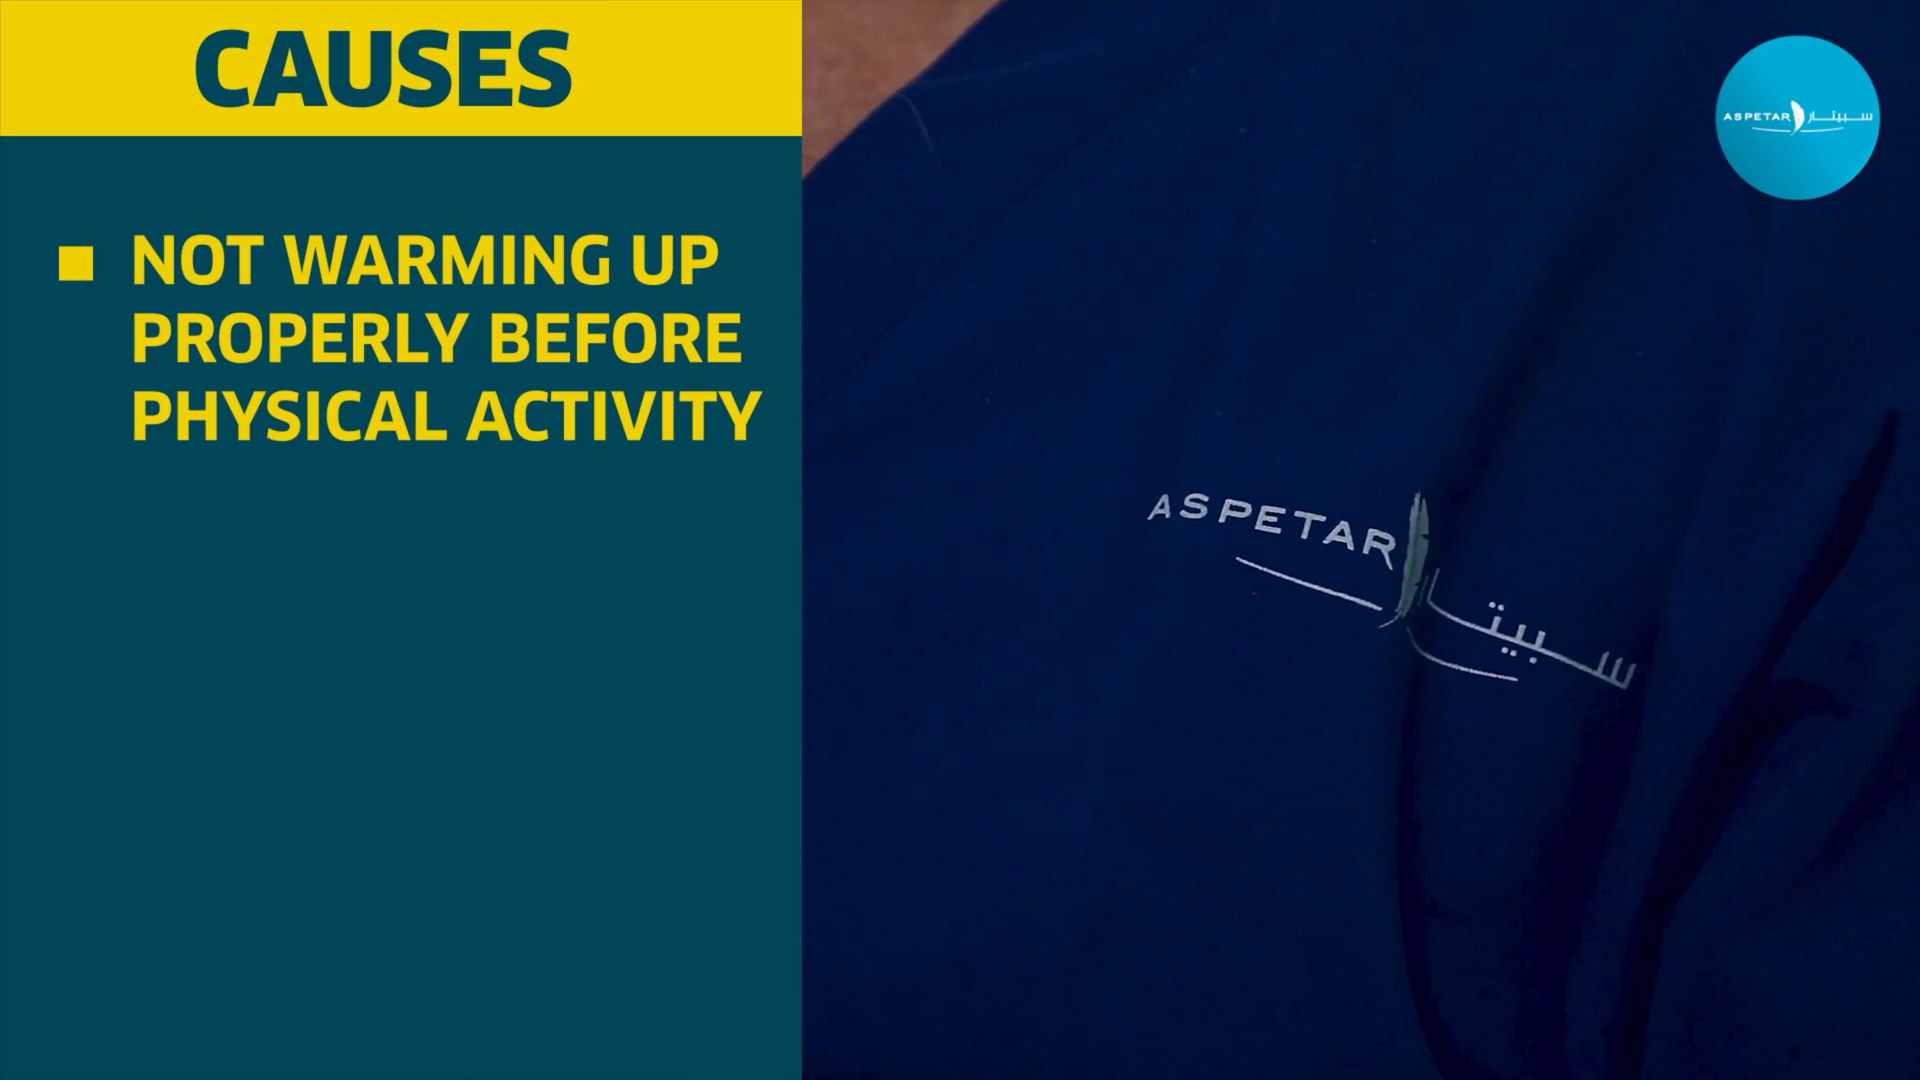 CAUSES
NOT WARMING UP
PROPERLY BEFORE
PHYSICAL ACTIVITY
ASPETAR سبيتار
ASPETAR سبيتار